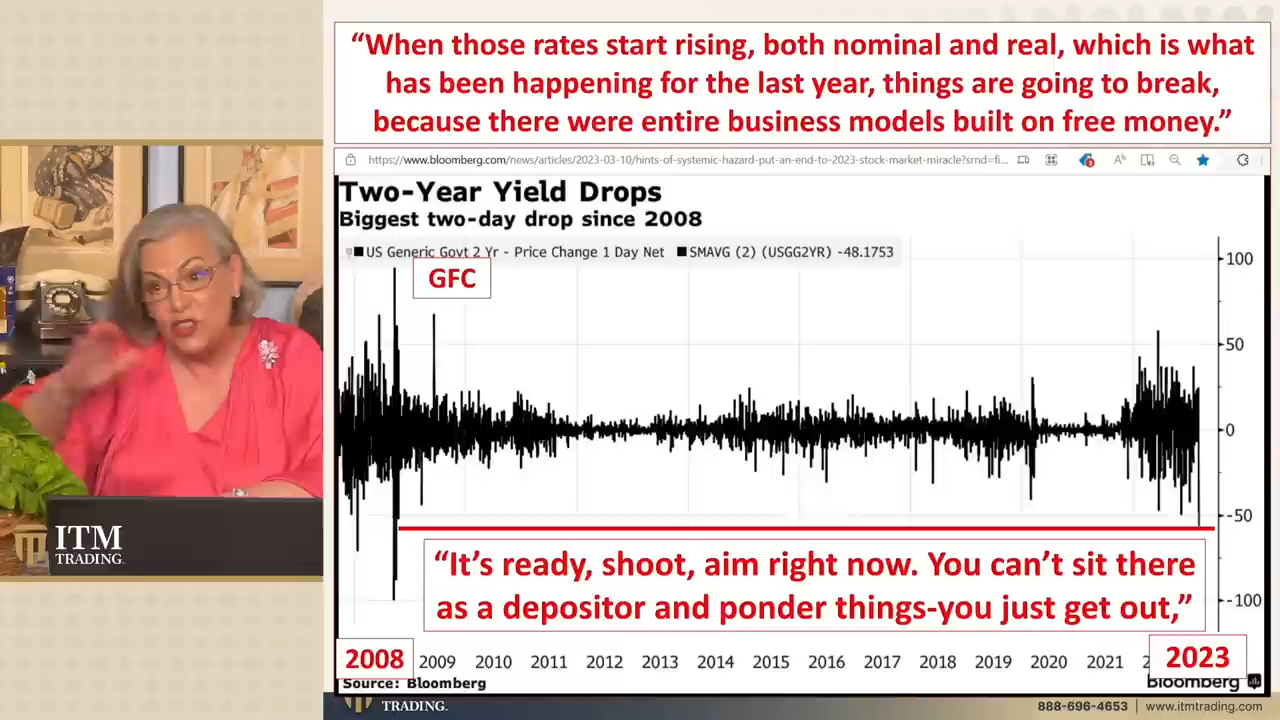 “When those rates start rising, both nominal and real, which is what
has been happening for the last year, things are going to break,
because there were entire business models built on free money.”
https://www.bloomberg.com/news/articles/2023-03-10/hints-of-systemic-hazard-put-an-end-to-2023-stock-market-miracle?srnd=fi...
Two-Year Yield Drops
Biggest two-day drop since 2008
US Generic Govt 2 Yr - Price Change 1 Day Net SMAVG (2) (USGG2YR) -48.1753
GFC
100
50
0
-50
-100
“It’s ready, shoot, aim right now. You can’t sit there
as a depositor and ponder things-you just get out,”
2008 2009 2010 2011 2012 2013 2014 2015 2016 2017 2018 2019 2020 2021 2023
Source: Bloomberg
Bloomberg
ITM
TRADING.
TRADING.
888-696-4653 | www.itmtrading.com